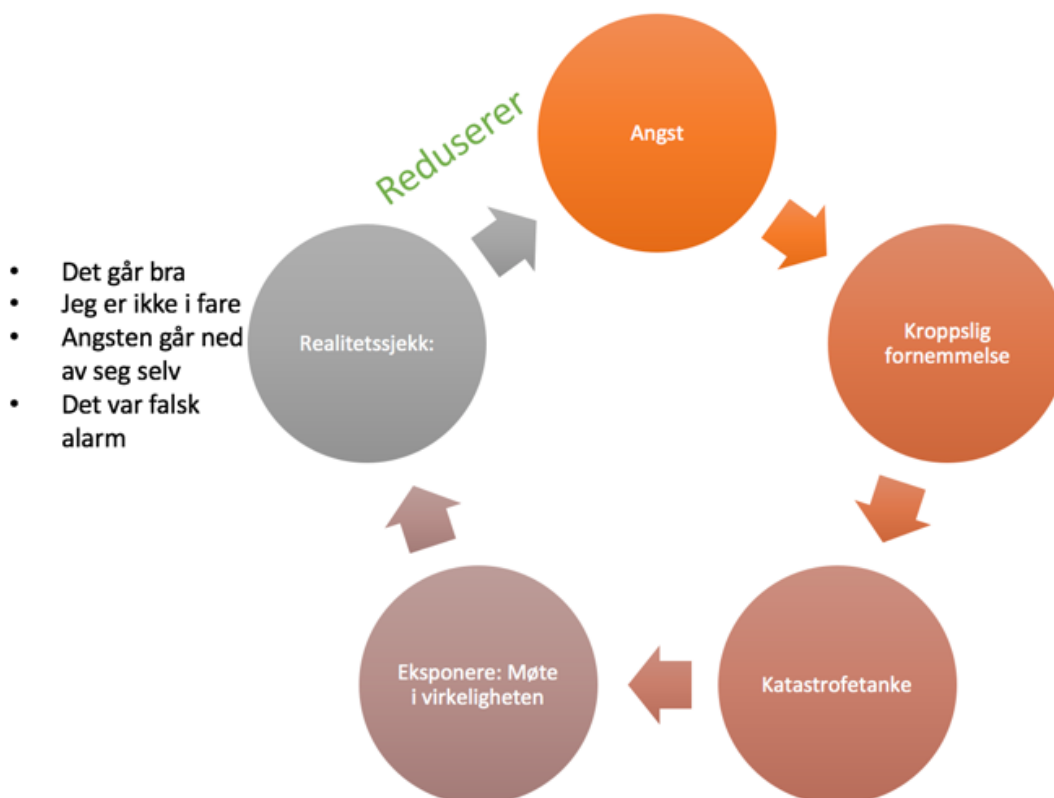 Reduserer
Angst
Kroppslig
fornemmelse
Katastrofetanke
Eksponere: Møte
i virkeligheten
Realitetssjekk:
• Det går bra
• Jeg er ikke i fare
• Angsten går ned
av seg selv
• Det var falsk
alarm